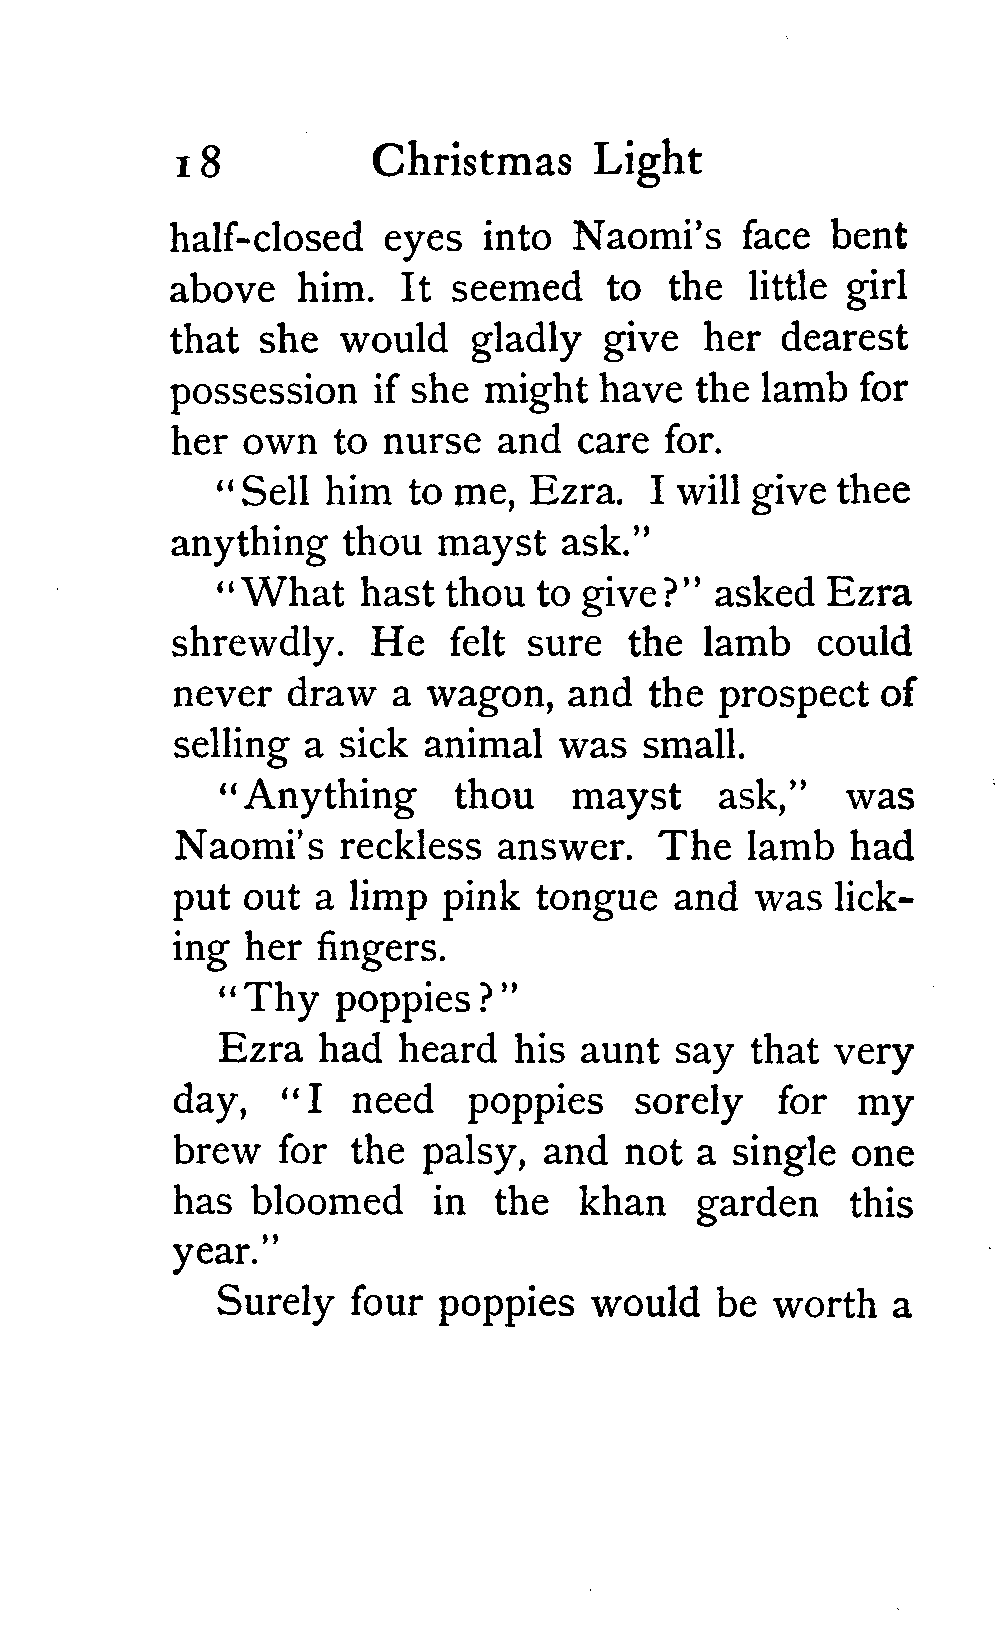 18 Christmas Light
half-closed eyes into Naomi's face bent
above him. It seemed to the little girl
that she would gladly give her dearest
possession if she might have the lamb for
her own to nurse and care for.
"Sell him to me, Ezra. I will give thee
anything thou mayst ask."
"What hast thou to give?" asked Ezra
shrewdly. He felt sure the lamb could
never draw a wagon, and the prospect of
selling a sick animal was small.
"Anything thou mayst ask," was
Naomi's reckless answer. The lamb had
put out a limp pink tongue and was lick-
ing her fingers.
"Thy poppies?"
Ezra had heard his aunt say that very
day, "I need poppies sorely for my
brew for the palsy, and not a single one
has bloomed in the khan garden this
year."
Surely four poppies would be worth a